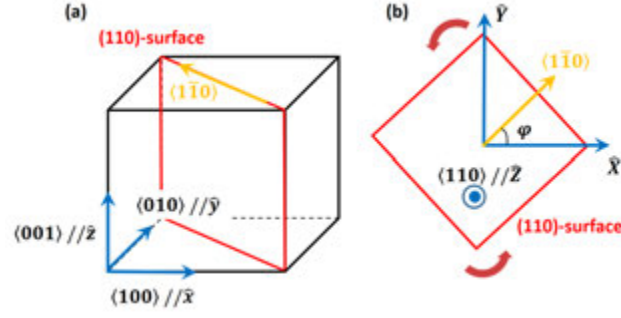 (a)
(110)-surface
⟨11̄0⟩
⟨010⟩//ŷ
⟨001⟩//ẑ
⟨100⟩//x̂
(b)
Ŷ
⟨11̄0⟩
φ
X̂
⟨110⟩//Ẑ
(110)-surface